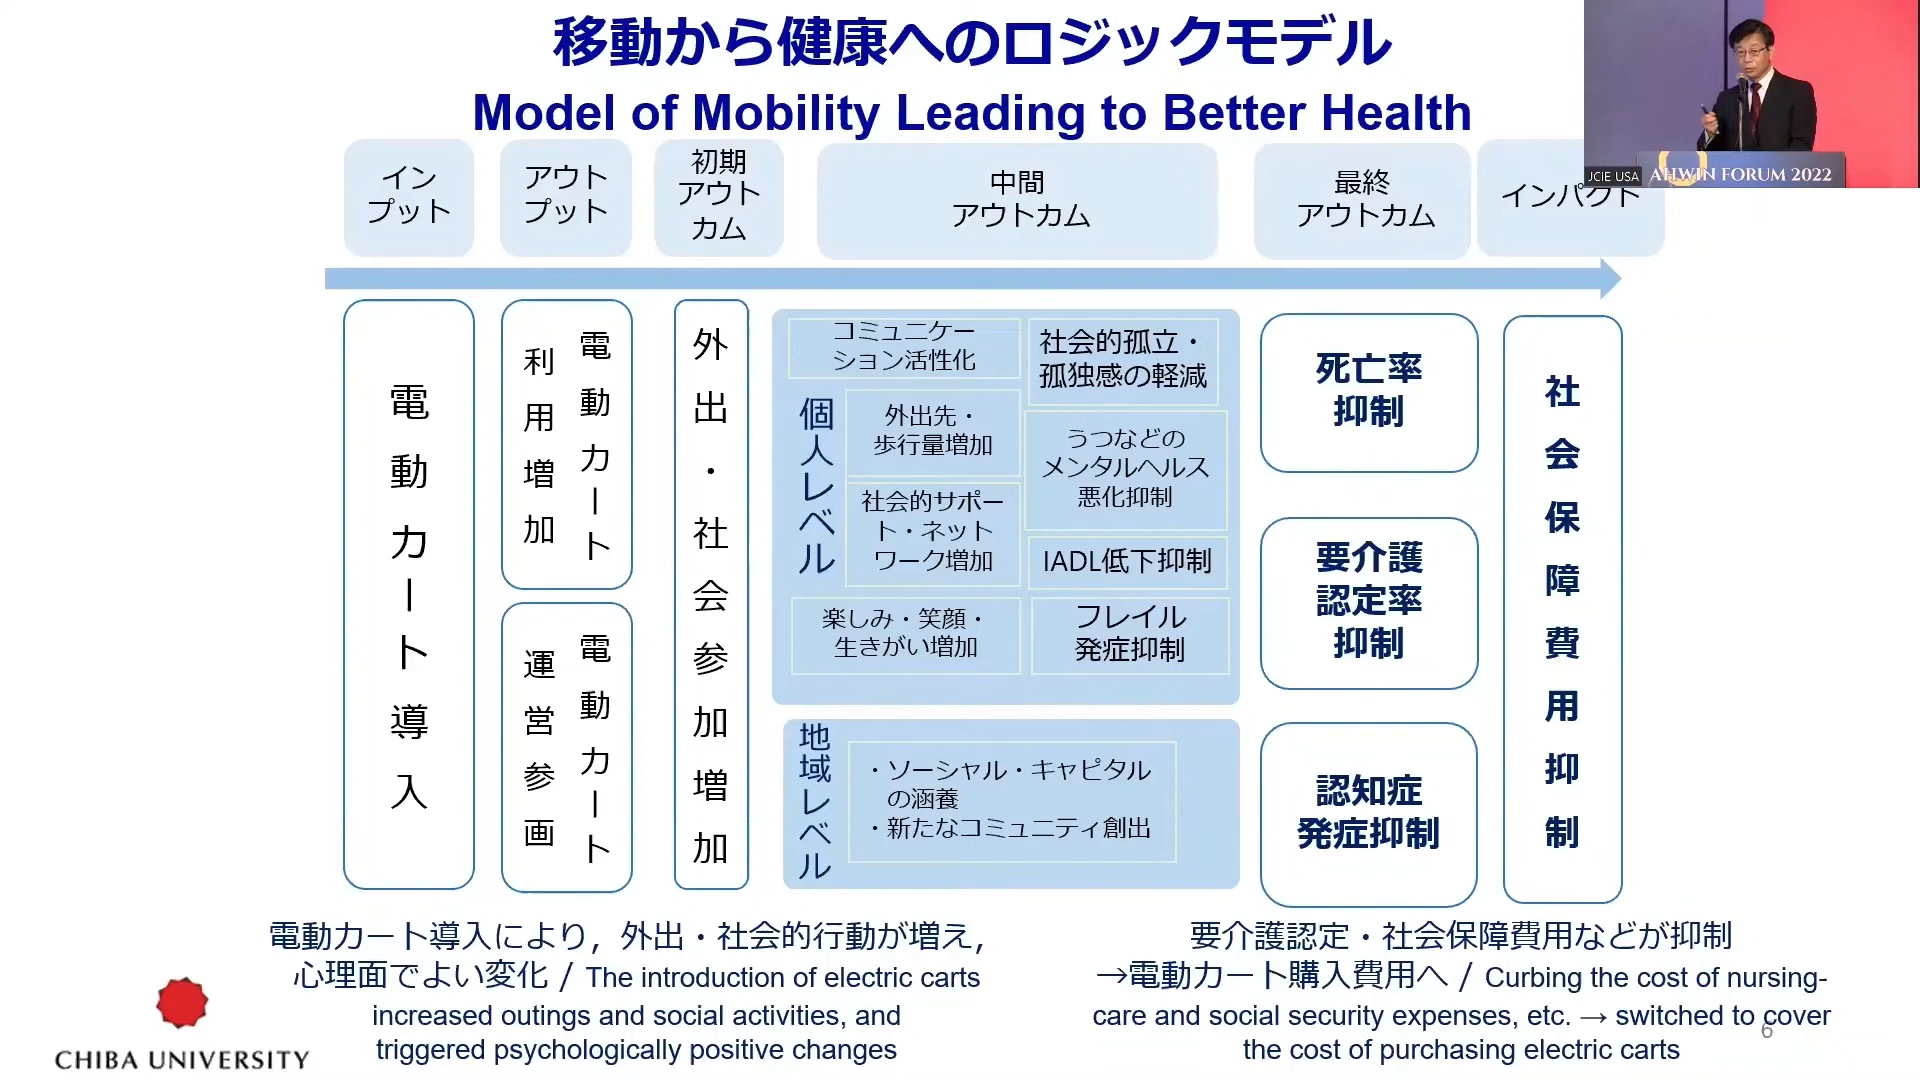 移動から健康へのロジックモデル
Model of Mobility Leading to Better Health
JCIE USA
AHWIN FORUM 2022
イン
プット
アウト
プット
初期
アウト
カム
中間
アウトカム
最終
アウトカム
インパクト
電動カート導入
電動カート
利用増加
電動カート
運営参画
外出・社会参加増加
個人レベル
コミュニケー
ション活性化
外出先・
歩行量増加
社会的サポー
ト・ネット
ワーク増加
楽しみ・笑顔・
生きがい増加
社会的孤立・
孤独感の軽減
うつなどの
メンタルヘルス
悪化抑制
IADL低下抑制
フレイル
発症抑制
地域レベル
・ソーシャル・キャピタル
の涵養
・新たなコミュニティ創出
死亡率
抑制
要介護
認定率
抑制
認知症
発症抑制
社会保障費用抑制
電動カート導入により，外出・社会的行動が増え，
心理面でよい変化 / The introduction of electric carts
increased outings and social activities, and
triggered psychologically positive changes
要介護認定・社会保障費用などが抑制
→電動カート購入費用へ / Curbing the cost of nursing-
care and social security expenses, etc. → switched to cover
the cost of purchasing electric carts
6
CHIBA UNIVERSITY